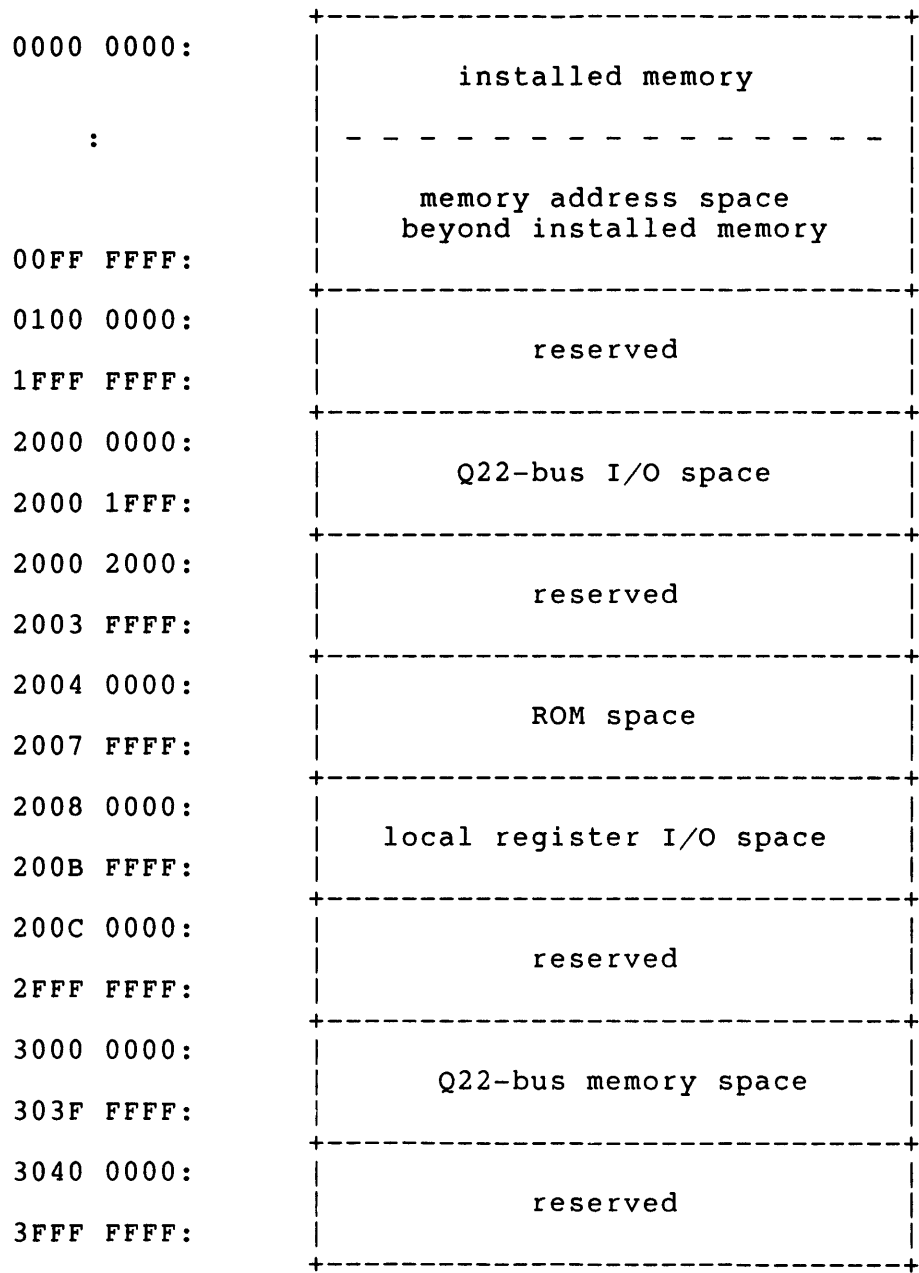 0000 0000:
installed memory
:
memory address space
beyond installed memory
00FF FFFF:
0100 0000:
reserved
1FFF FFFF:
2000 0000:
Q22-bus I/O space
2000 1FFF:
2000 2000:
reserved
2003 FFFF:
2004 0000:
ROM space
2007 FFFF:
2008 0000:
local register I/O space
200B FFFF:
200C 0000:
reserved
2FFF FFFF:
3000 0000:
Q22-bus memory space
303F FFFF:
3040 0000:
reserved
3FFF FFFF: